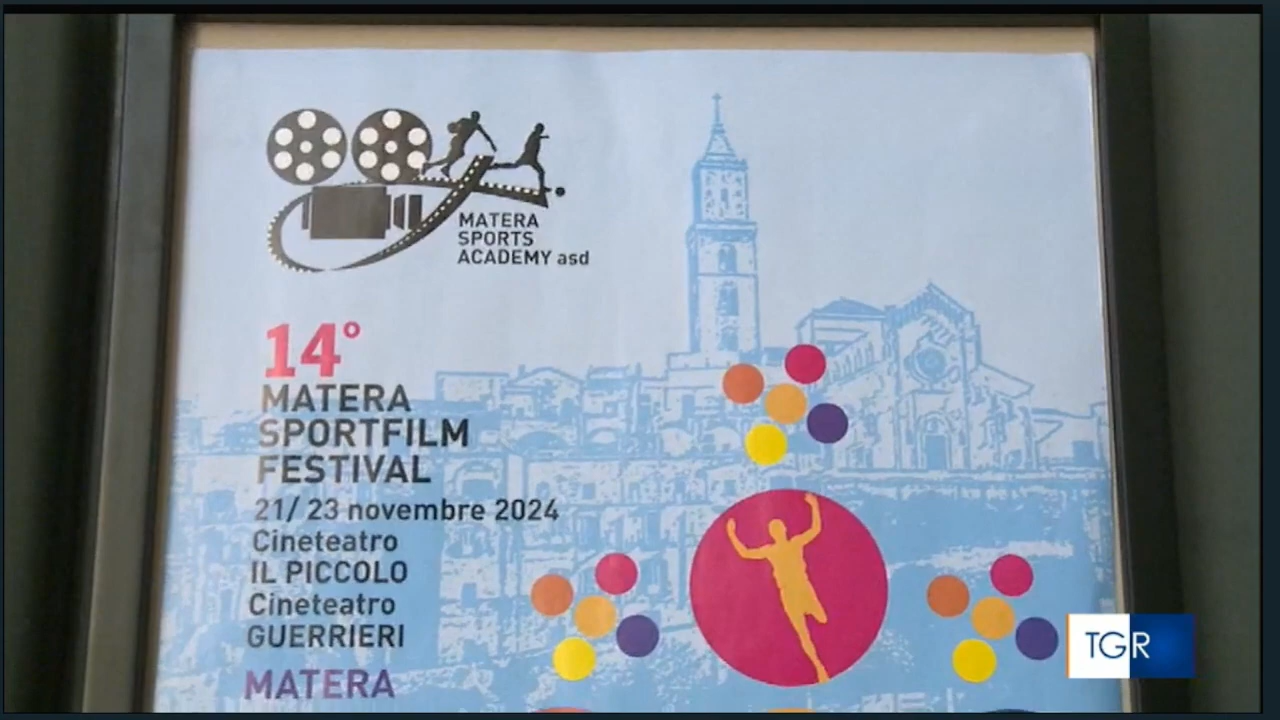 MATERA
SPORTS
ACADEMY asd
14°
MATERA
SPORTFILM
FESTIVAL
21/ 23 novembre 2024
Cineteatro
IL PICCOLO
Cineteatro
GUERRIERI
MATERA
TGR